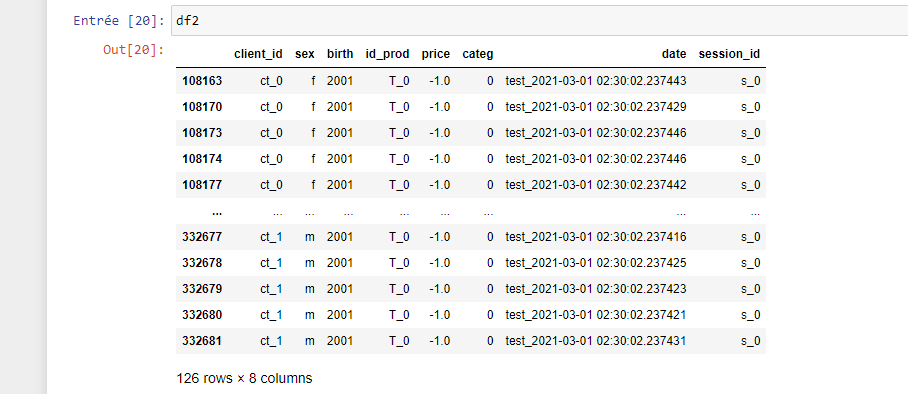 Entrée [20]: df2
Out[20]:
client_id sex birth id_prod price categ date session_id
108163 ct_0 f 2001 T_0 -1.0 0 test_2021-03-01 02:30:02.237443 s_0
108170 ct_0 f 2001 T_0 -1.0 0 test_2021-03-01 02:30:02.237429 s_0
108173 ct_0 f 2001 T_0 -1.0 0 test_2021-03-01 02:30:02.237446 s_0
108174 ct_0 f 2001 T_0 -1.0 0 test_2021-03-01 02:30:02.237446 s_0
108177 ct_0 f 2001 T_0 -1.0 0 test_2021-03-01 02:30:02.237442 s_0
... ... ... ... ... ... ... ... ...
332677 ct_1 m 2001 T_0 -1.0 0 test_2021-03-01 02:30:02.237416 s_0
332678 ct_1 m 2001 T_0 -1.0 0 test_2021-03-01 02:30:02.237425 s_0
332679 ct_1 m 2001 T_0 -1.0 0 test_2021-03-01 02:30:02.237423 s_0
332680 ct_1 m 2001 T_0 -1.0 0 test_2021-03-01 02:30:02.237421 s_0
332681 ct_1 m 2001 T_0 -1.0 0 test_2021-03-01 02:30:02.237431 s_0
126 rows × 8 columns